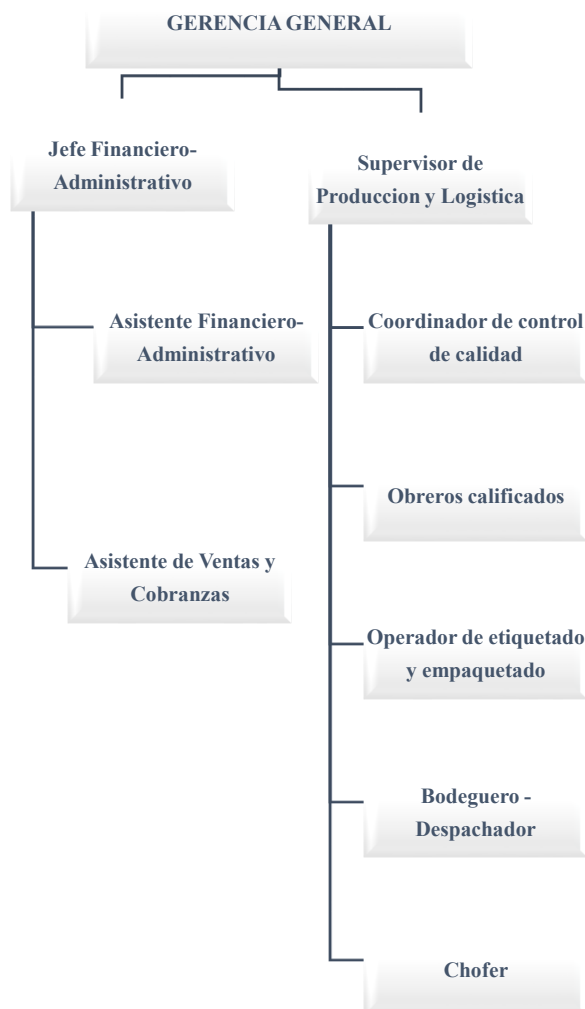 GERENCIA GENERAL
Jefe Financiero-
Administrativo
Supervisor de
Produccion y Logistica
Asistente Financiero-
Administrativo
Coordinador de control
de calidad
Obreros calificados
Asistente de Ventas y
Cobranzas
Operador de etiquetado
y empaquetado
Bodeguero -
Despachador
Chofer